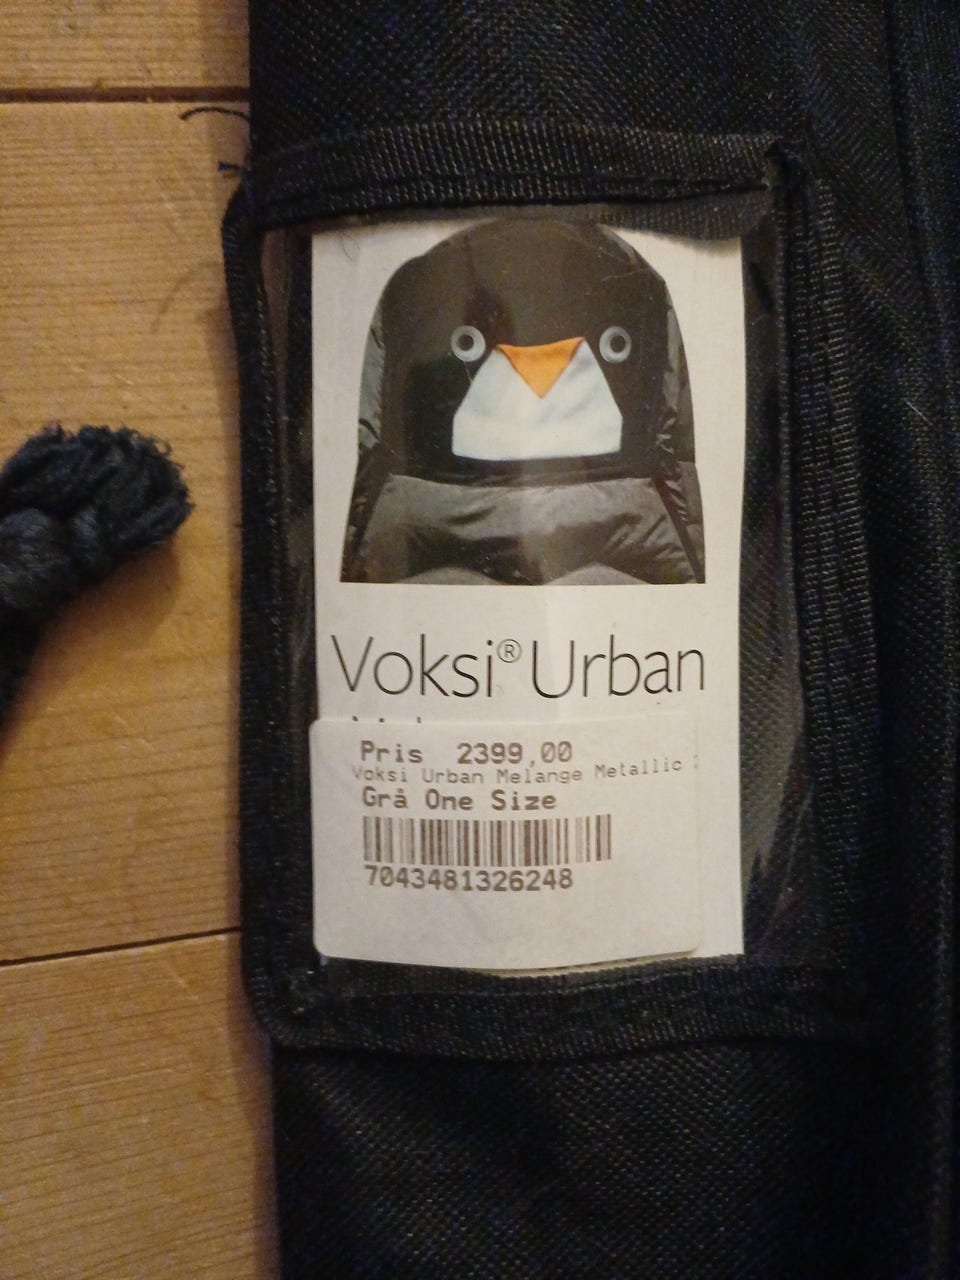 Voksi® Urban
Pris 2399,00
Voksi Urban Melange Metallic
Grå One Size
7043481326248